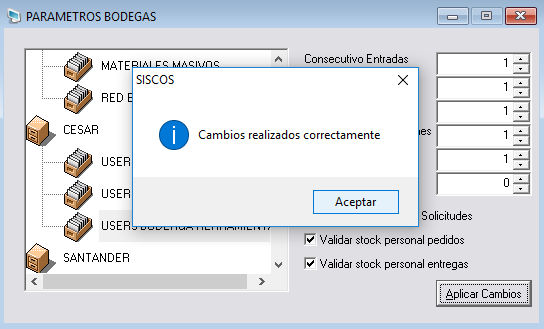 PARAMETROS BODEGAS
MATERIALES MASIVOS
RED
CESAR
USER
USER
USERS BODEGA HERRAMIENTA
SANTANDER
Consecutivo Entradas
1
1
1
1
1
0
Solicitudes
Validar stock personal pedidos
Validar stock personal entregas
Aplicar Cambios
SISCOS
Cambios realizados correctamente
Aceptar